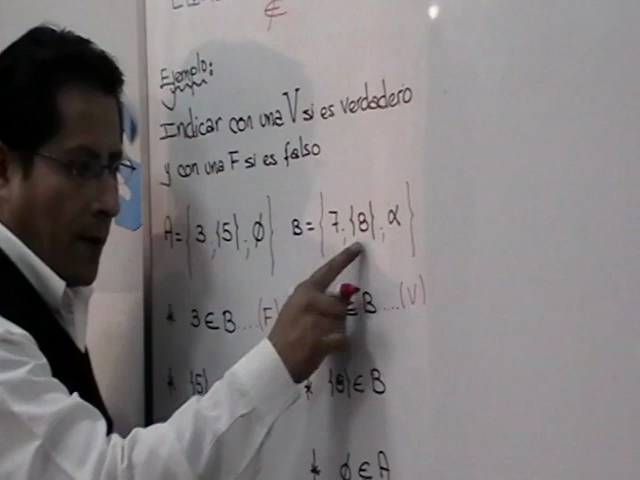 ∉
Ejemplo:
Indicar con una V si es verdadero
y con una F si es falso
A = { 3 , {5} , ϕ } B = { 7 , {8} , α }
* 3 ∈ B .... (F) ∈ B .... (V)
* {5} * {8} ∈ B
* ϕ ∈ A